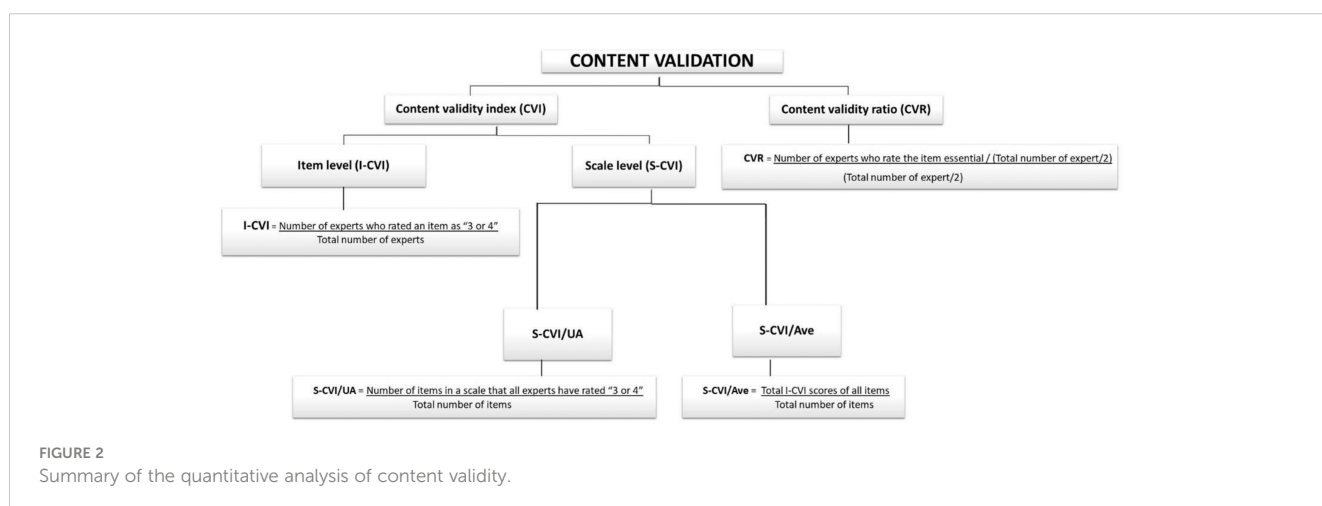 CONTENT VALIDATION
Content validity index (CVI)
Content validity ratio (CVR)
Item level (I-CVI)
Scale level (S-CVI)
CVR = Number of experts who rate the item essential / (Total number of expert/2)
(Total number of expert/2)
I-CVI = Number of experts who rated an item as “3 or 4”
Total number of experts
S-CVI/UA
S-CVI/Ave
S-CVI/UA = Number of items in a scale that all experts have rated “3 or 4”
Total number of items
S-CVI/Ave = Total I-CVI scores of all items
Total number of items
FIGURE 2
Summary of the quantitative analysis of content validity.